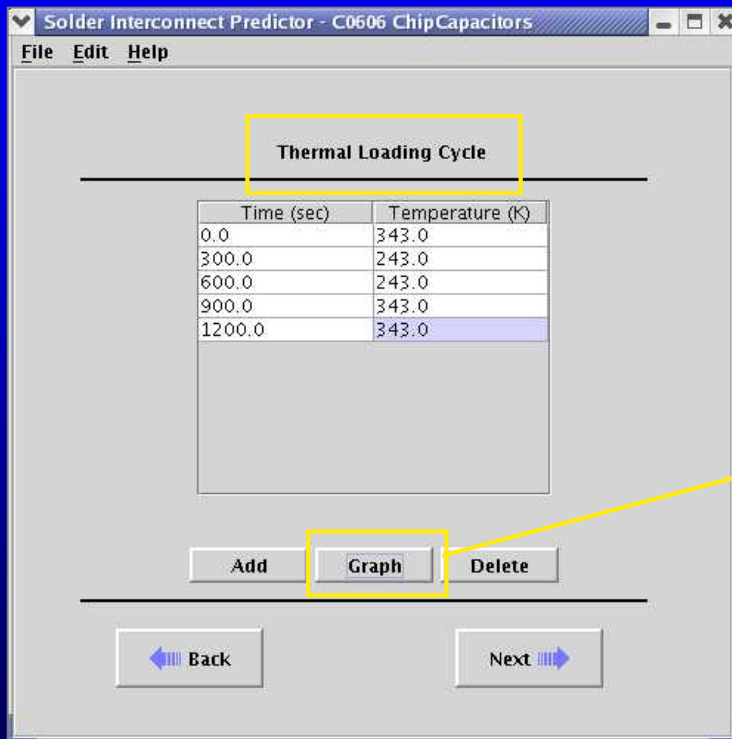 Solder Interconnect Predictor - C0606 ChipCapacitors
File Edit Help
Thermal Loading Cycle
Time (sec) Temperature (K)
0.0 343.0
300.0 243.0
600.0 243.0
900.0 343.0
1200.0 343.0
Add Graph Delete
Back Next